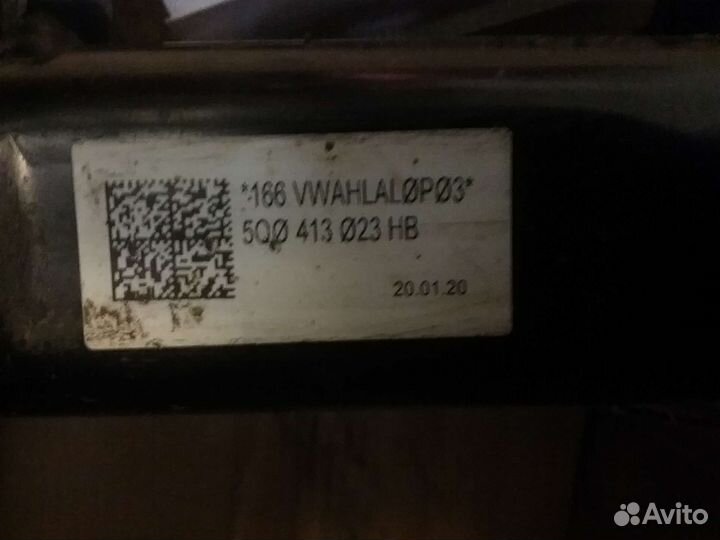 *166 VWAHLALØPØ3*
5QØ 413 Ø23 HB
20.01.20
Avito